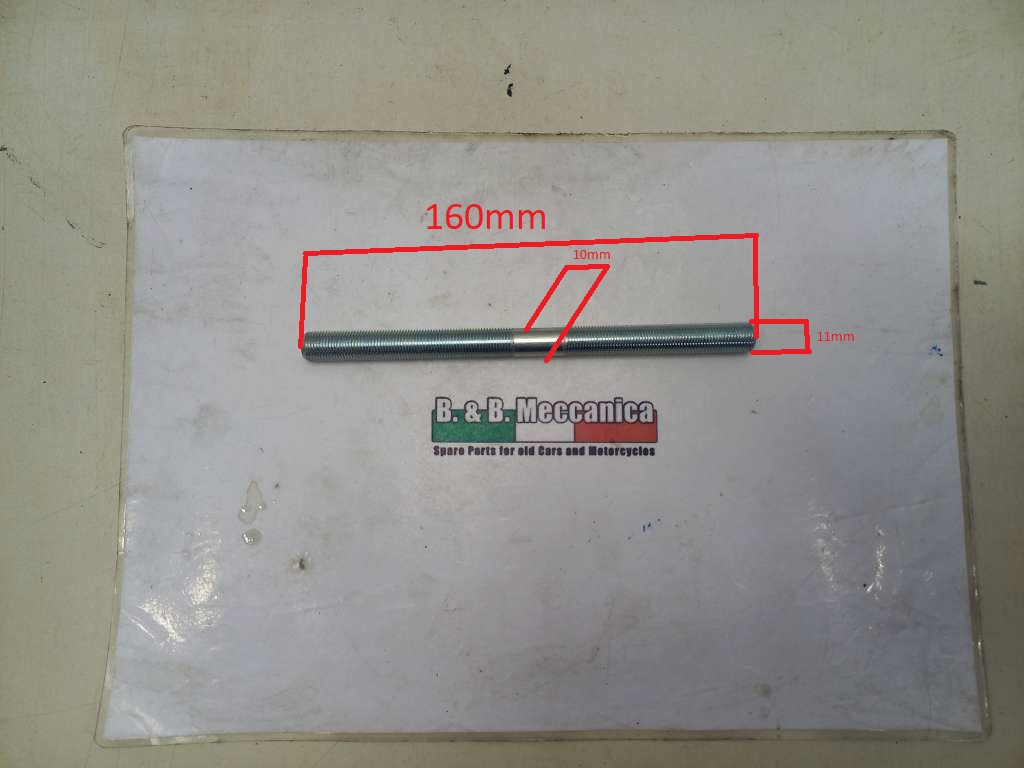 160mm
10mm
11mm
B. & B. Meccanica
Spare Parts for old Cars and Motorcycles